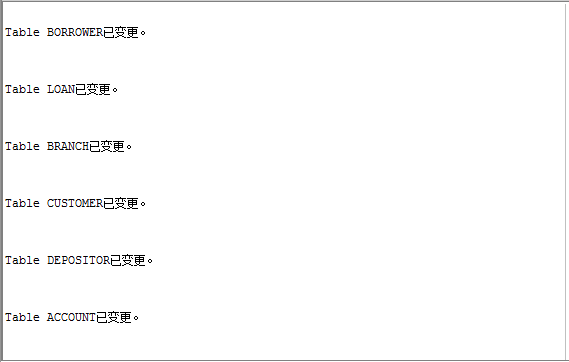 Table BORROWER已变更。
Table LOAN已变更。
Table BRANCH已变更。
Table CUSTOMER已变更。
Table DEPOSITOR已变更。
Table ACCOUNT已变更。